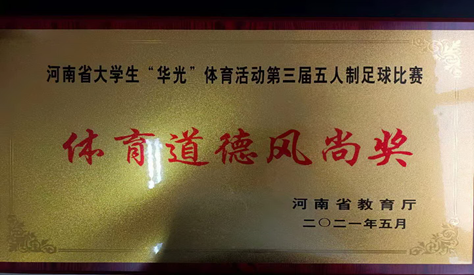 河南省大学生“华光”体育活动第三届五人制足球比赛
体育道德风尚奖
河南省教育厅
二〇二一年五月